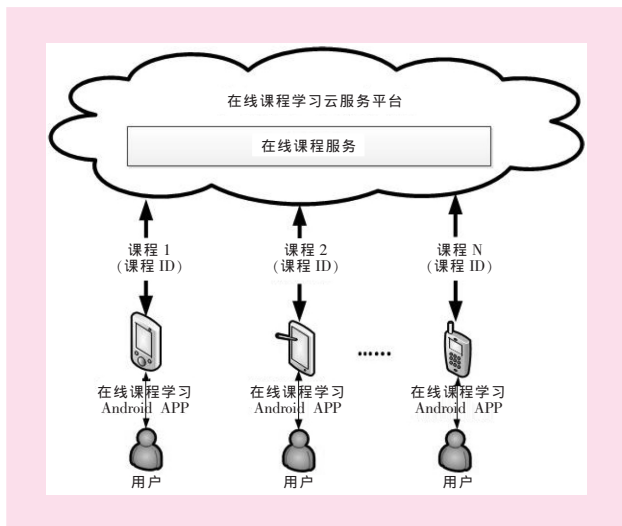 在线课程学习云服务平台
在线课程服务
课程 1
（课程 ID）
课程 2
（课程 ID）
课程 N
（课程 ID）
······
在线课程学习
Android APP
在线课程学习
Android APP
在线课程学习
Android APP
用户
用户
用户